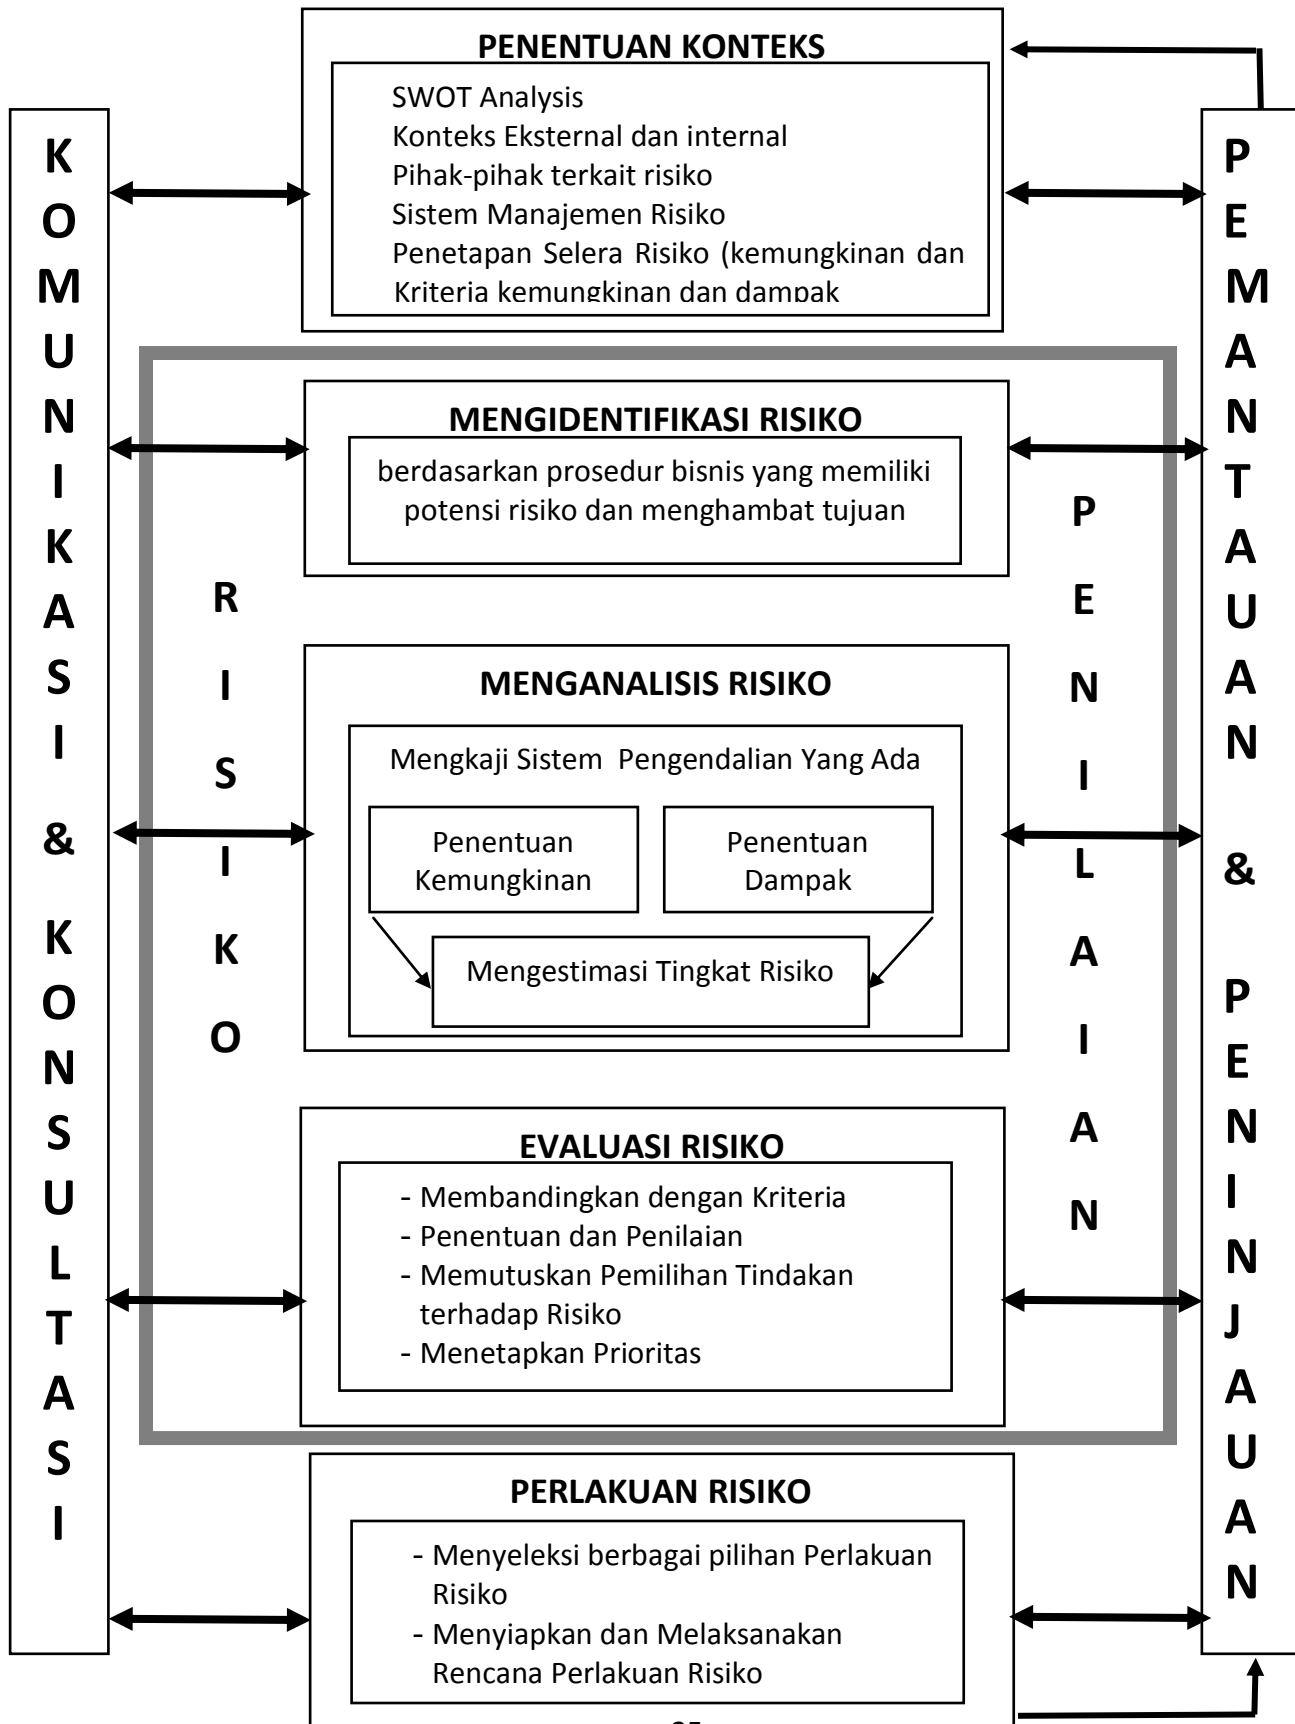 PENENTUAN KONTEKS
SWOT Analysis
Konteks Eksternal dan internal
Pihak-pihak terkait risiko
Sistem Manajemen Risiko
Penetapan Selera Risiko (kemungkinan dan
Kriteria kemungkinan dan dampak
KOMUNIKASI & KONSULTASI
RISIKO
MENGIDENTIFIKASI RISIKO
berdasarkan prosedur bisnis yang memiliki
potensi risiko dan menghambat tujuan
MENGANALISIS RISIKO
Mengkaji Sistem Pengendalian Yang Ada
Penentuan
Kemungkinan
Penentuan
Dampak
Mengestimasi Tingkat Risiko
EVALUASI RISIKO
- Membandingkan dengan Kriteria
- Penentuan dan Penilaian
- Memutuskan Pemilihan Tindakan
terhadap Risiko
- Menetapkan Prioritas
PENILAIAN
PEMANTAUAN & PENINJAUAN
PERLAKUAN RISIKO
- Menyeleksi berbagai pilihan Perlakuan
Risiko
- Menyiapkan dan Melaksanakan
Rencana Perlakuan Risiko